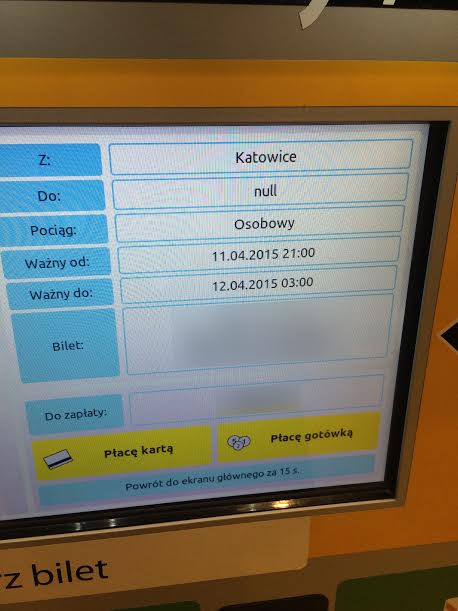 Z: Katowice
Do: null
Pociąg: Osobowy
Ważny od: 11.04.2015 21:00
Ważny do: 12.04.2015 03:00
Bilet:
Do zapłaty:
Płacę kartą Płacę gotówką
Powrót do ekranu głównego za 15 s.
rz bilet